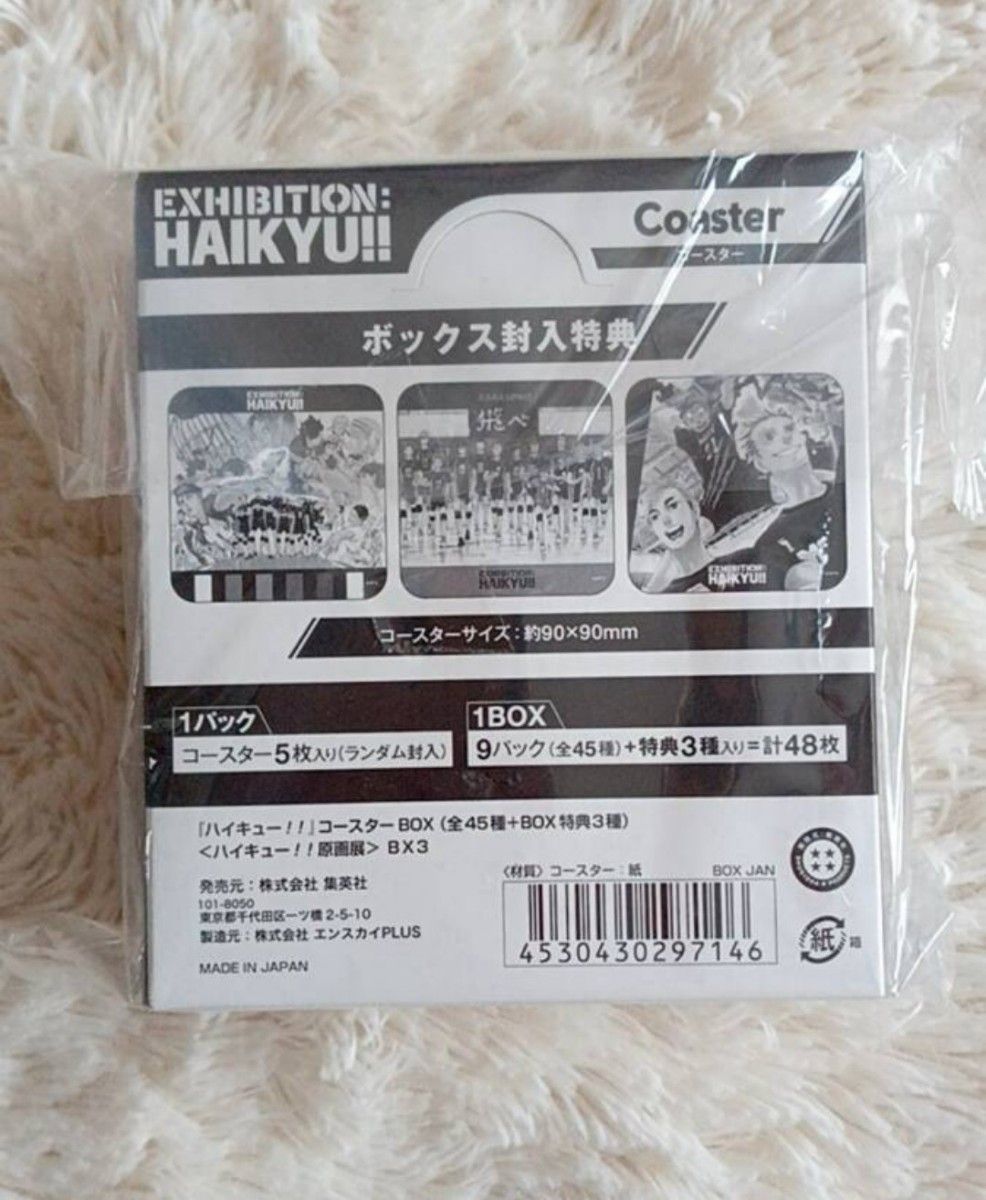 EXHIBITION:
HAIKYU!!
Coaster
コースター
ボックス封入特典
EXHIBITION:
HAIKYU!!
飛べ
EXHIBITION:
HAIKYU!!
EXHIBITION:
HAIKYU!!
コースターサイズ:約90×90mm
1パック
コースター5枚入り(ランダム封入)
1BOX
9パック(全45種)+特典3種入り=計48枚
『ハイキュー!!』コースターBOX(全45種+BOX特典3種)
<ハイキュー!!原画展> BX3
発売元:株式会社 集英社
101-8050
東京都千代田区一ツ橋2-5-10
製造元:株式会社 エンスカイPLUS
MADE IN JAPAN
〈材質〉コースター:紙
BOX JAN
4530430297146
紙
箱